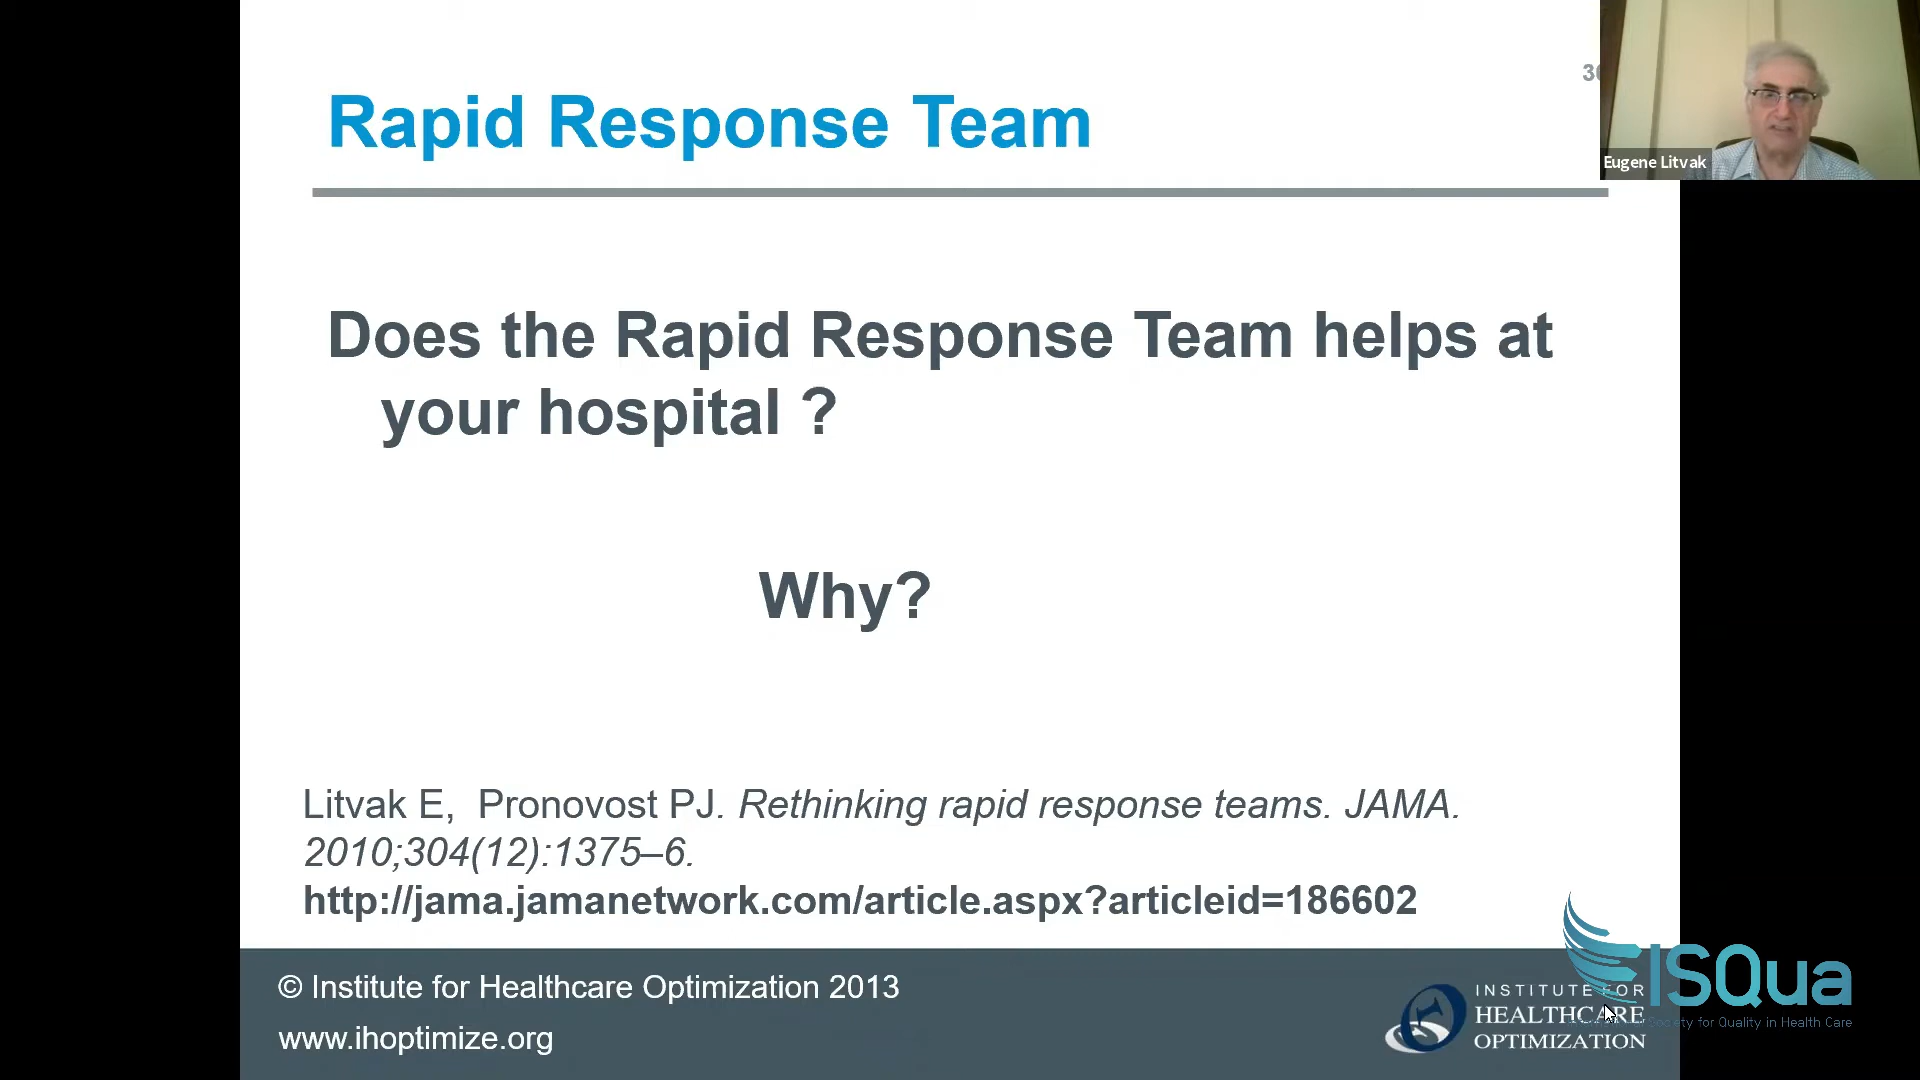 Rapid Response Team
Eugene Litvak
Does the Rapid Response Team helps at
your hospital ?
Why?
Litvak E,  Pronovost PJ. Rethinking rapid response teams. JAMA.
2010;304(12):1375–6.
http://jama.jamanetwork.com/article.aspx?articleid=186602
© Institute for Healthcare Optimization 2013
www.ihoptimize.org
INSTITUTE FOR
HEALTHCARE
OPTIMIZATION
ISQua
Society for Quality in Health Care